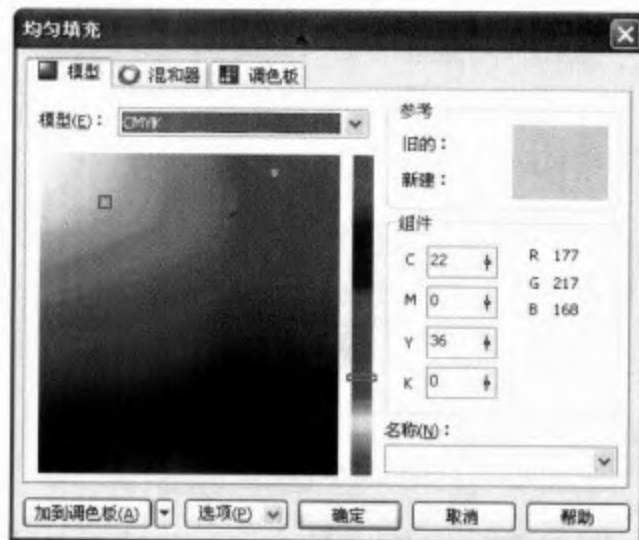 均匀填充
模型 混和器 调色板
模型(E)： CMYK
参考
旧的：
新建：
组件
C 22 R 177
G 217
M 0 B 168
Y 36
K 0
名称(N)：
加到调色板(A) 选项(P) 确定 取消 帮助